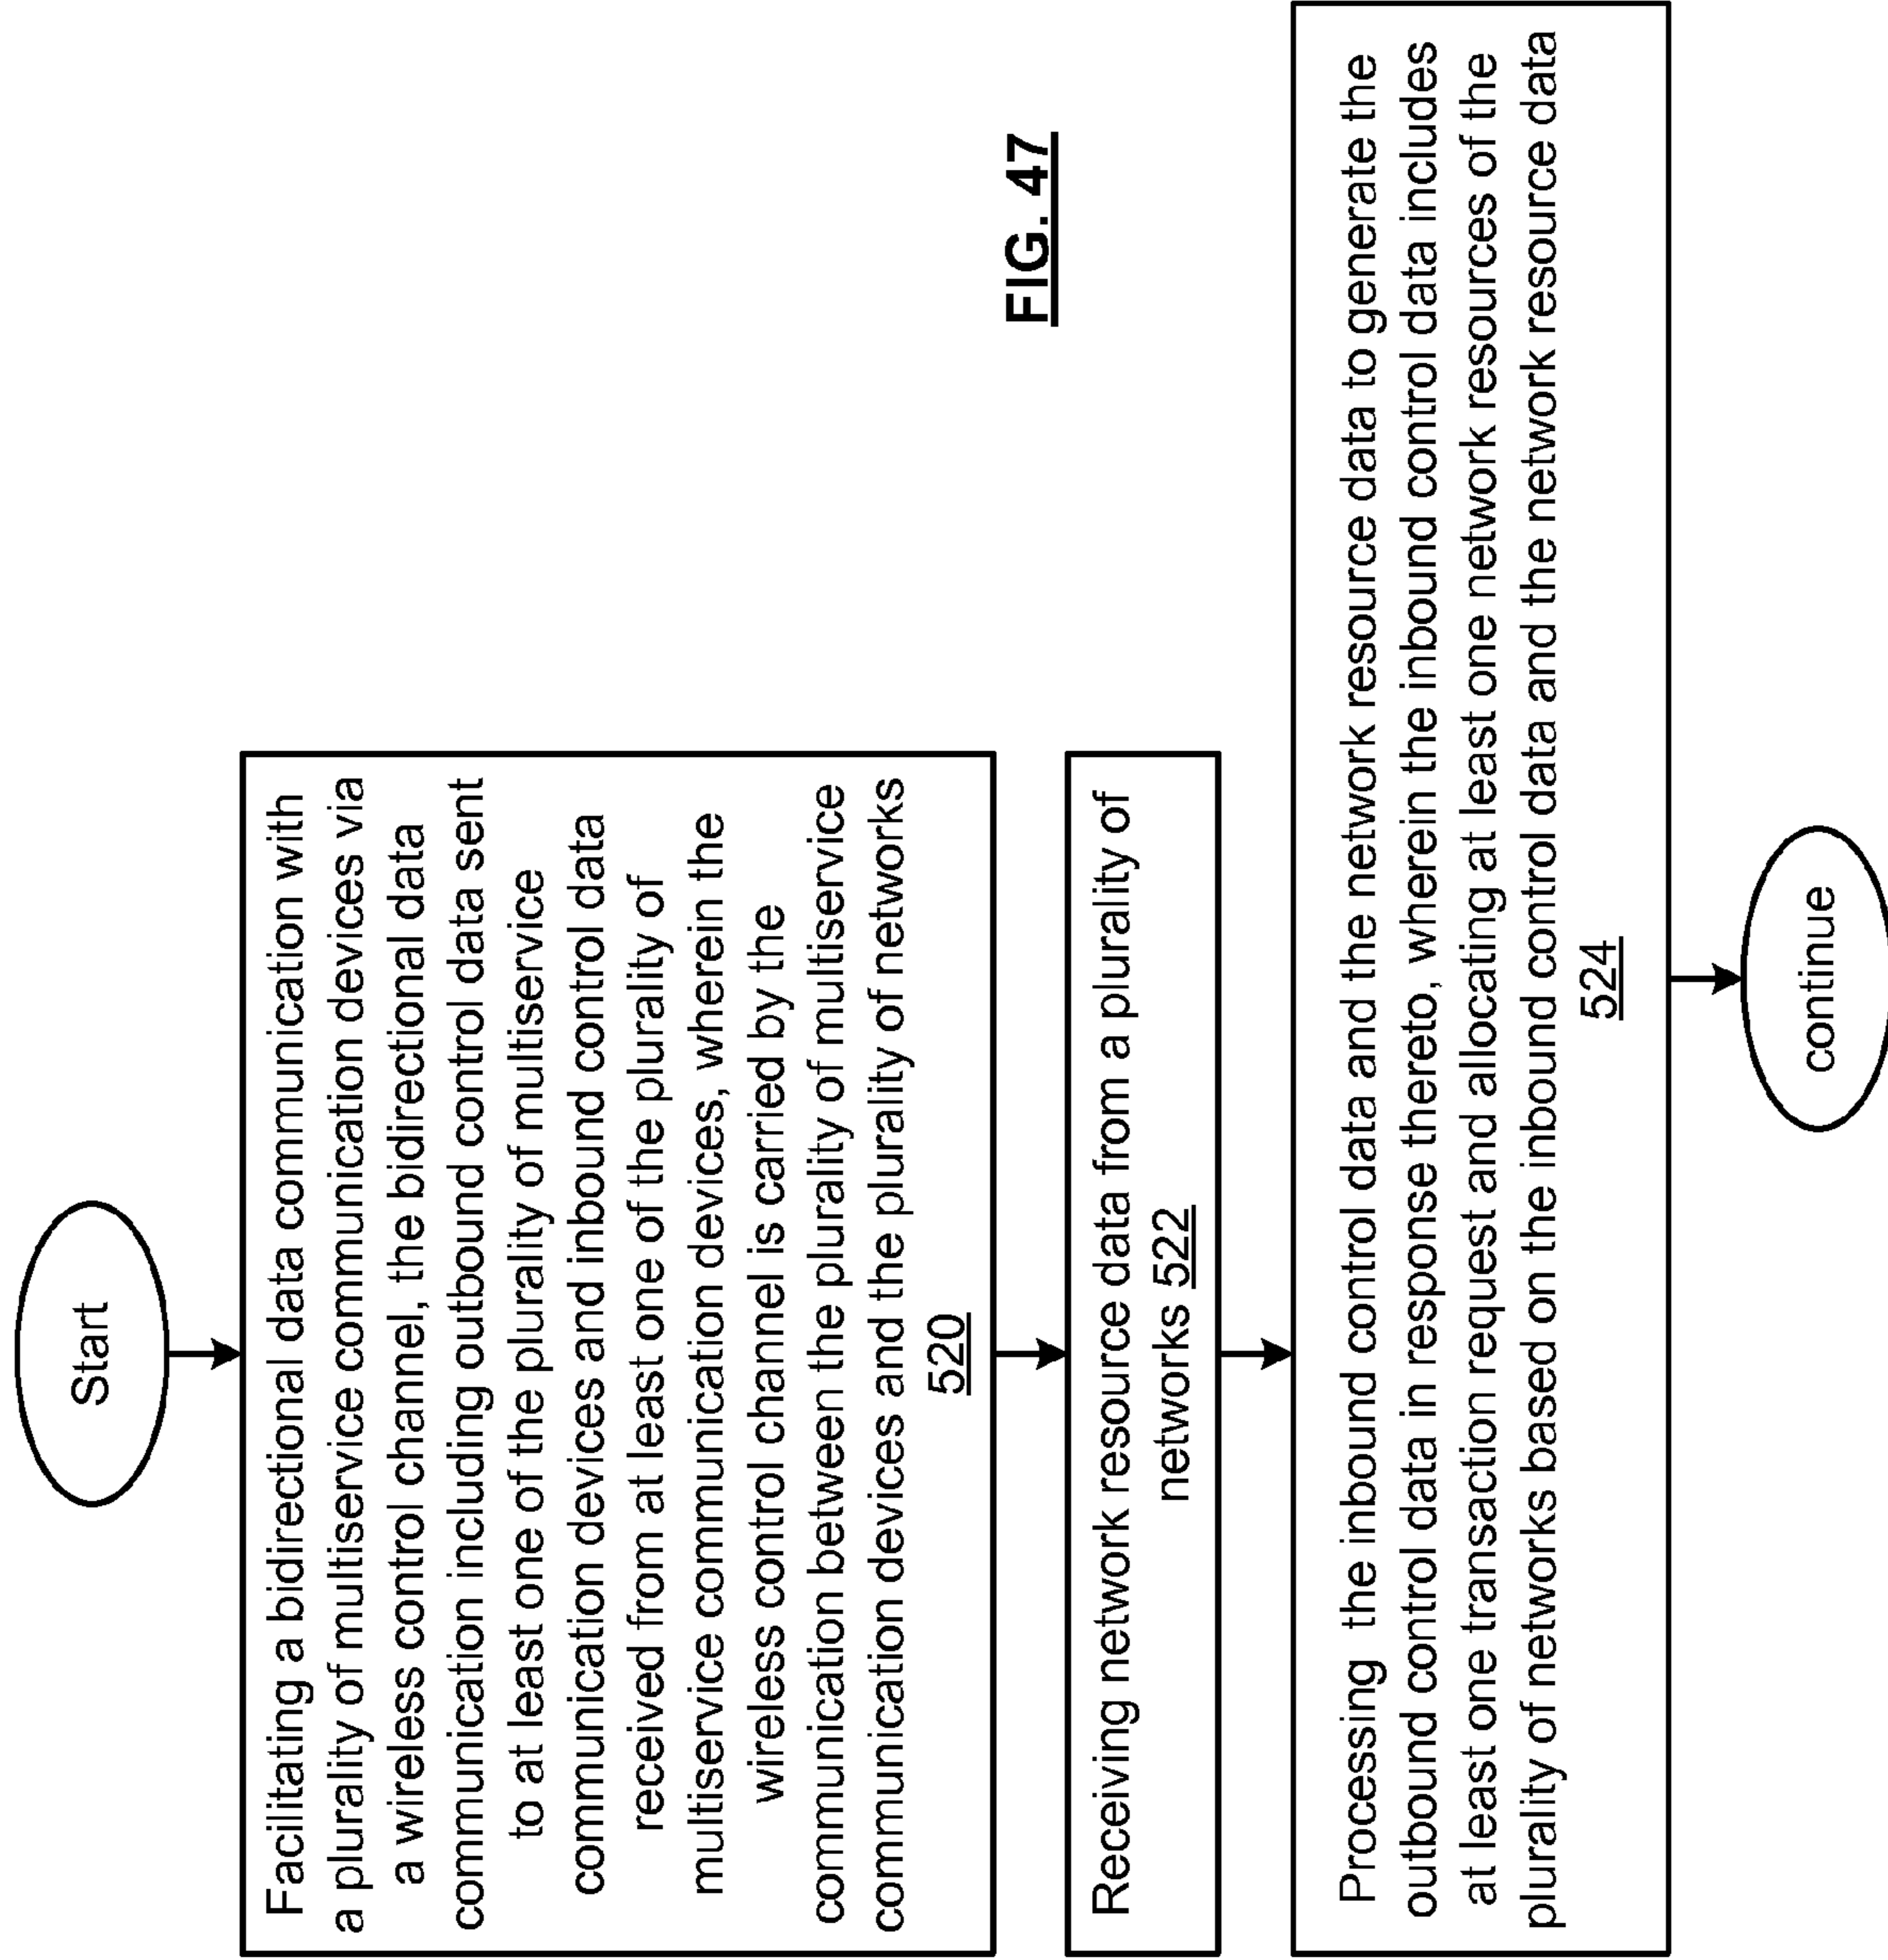 Start
Facilitating a bidirectional data communication with
a plurality of multiservice communication devices via
a wireless control channel, the bidirectional data
communication including outbound control data sent
to at least one of the plurality of multiservice
communication devices and inbound control data
received from at least one of the plurality of
multiservice communication devices, wherein the
wireless control channel is carried by the
communication between the plurality of multiservice
communication devices and the plurality of networks
520
Receiving network resource data from a plurality of
networks 522
Processing the inbound control data and the network resource data to generate the
outbound control data in response thereto, wherein the inbound control data includes
at least one transaction request and allocating at least one network resources of the
plurality of networks based on the inbound control data and the network resource data
524
continue
FIG. 47